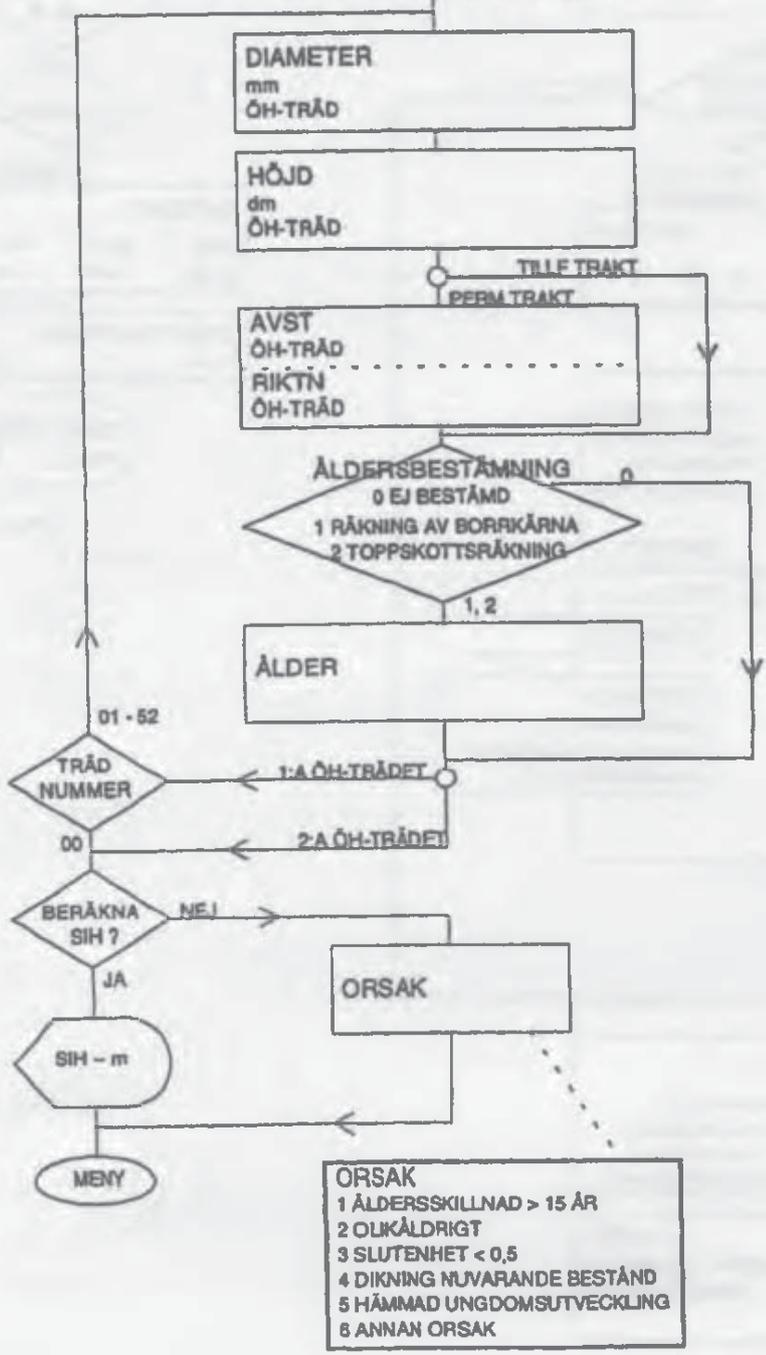 DIAMETER
mm
ÖH-TRÄD
HÖJD
dm
ÖH-TRÄD
TILLF TRAKT
PERM TRAKT
AVST
ÖH-TRÄD
RIKTN
ÖH-TRÄD
ÅLDERSBESTÄMNING
0 EJ BESTÄMD
1 RÄKNING AV BORRKÄRNA
2 TOPPSKOTTSRÄKNING
0
1, 2
ÅLDER
01 - 52
TRÄD
NUMMER
1:A ÖH-TRÄDET
00
2:A ÖH-TRÄDET
BERÄKNA
SIH ?
NEJ
JA
ORSAK
SIH – m
MENY
ORSAK
1 ÅLDERSSKILLNAD > 15 ÅR
2 OLIKÅLDRIGT
3 SLUTENHET < 0,5
4 DIKNING NUVARANDE BESTÅND
5 HÄMMAD UNGDOMSUTVECKLING
6 ANNAN ORSAK